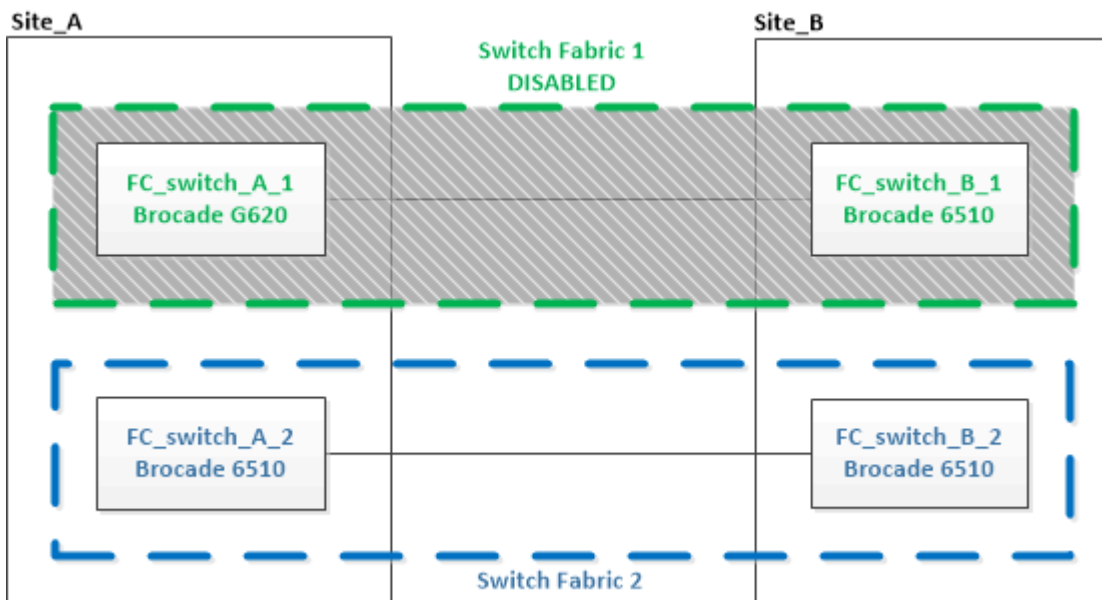 Site_A
Site_B
Switch Fabric 1
DISABLED
FC_switch_A_1
Brocade G620
FC_switch_B_1
Brocade 6510
FC_switch_A_2
Brocade 6510
FC_switch_B_2
Brocade 6510
Switch Fabric 2